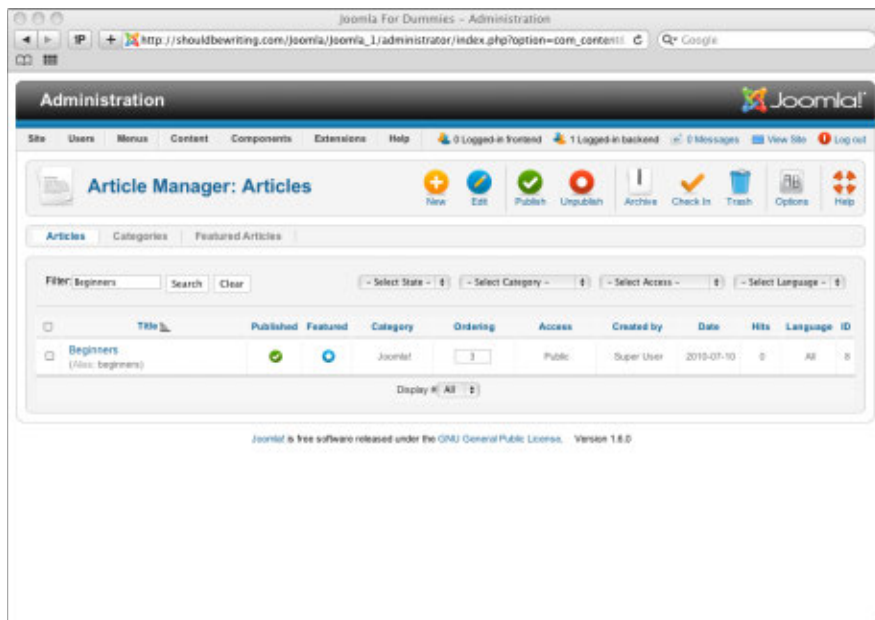 Joomla For Dummies - Administration
http://shouldbewriting.com/Joomla/Joomla_1/administrator/index.php?option=com_content Google
Administration Joomla!
Site Users Menus Content Components Extensions Help 0 Logged-in frontend 1 Logged-in backend 0 Messages View Site Log out
Article Manager: Articles New Edit Publish Unpublish Archive Check In Trash Options Help
Articles Categories Featured Articles
Filter: Beginners Search Clear - Select State - - Select Category - - Select Access - - Select Language -
Title Published Featured Category Ordering Access Created by Date Hits Language ID
Beginners Joomla! 3 Public Super User 2010-07-10 0 All 8
(Alias: beginners)
Display # All
Joomla! is free software released under the GNU General Public License. Version 1.6.0